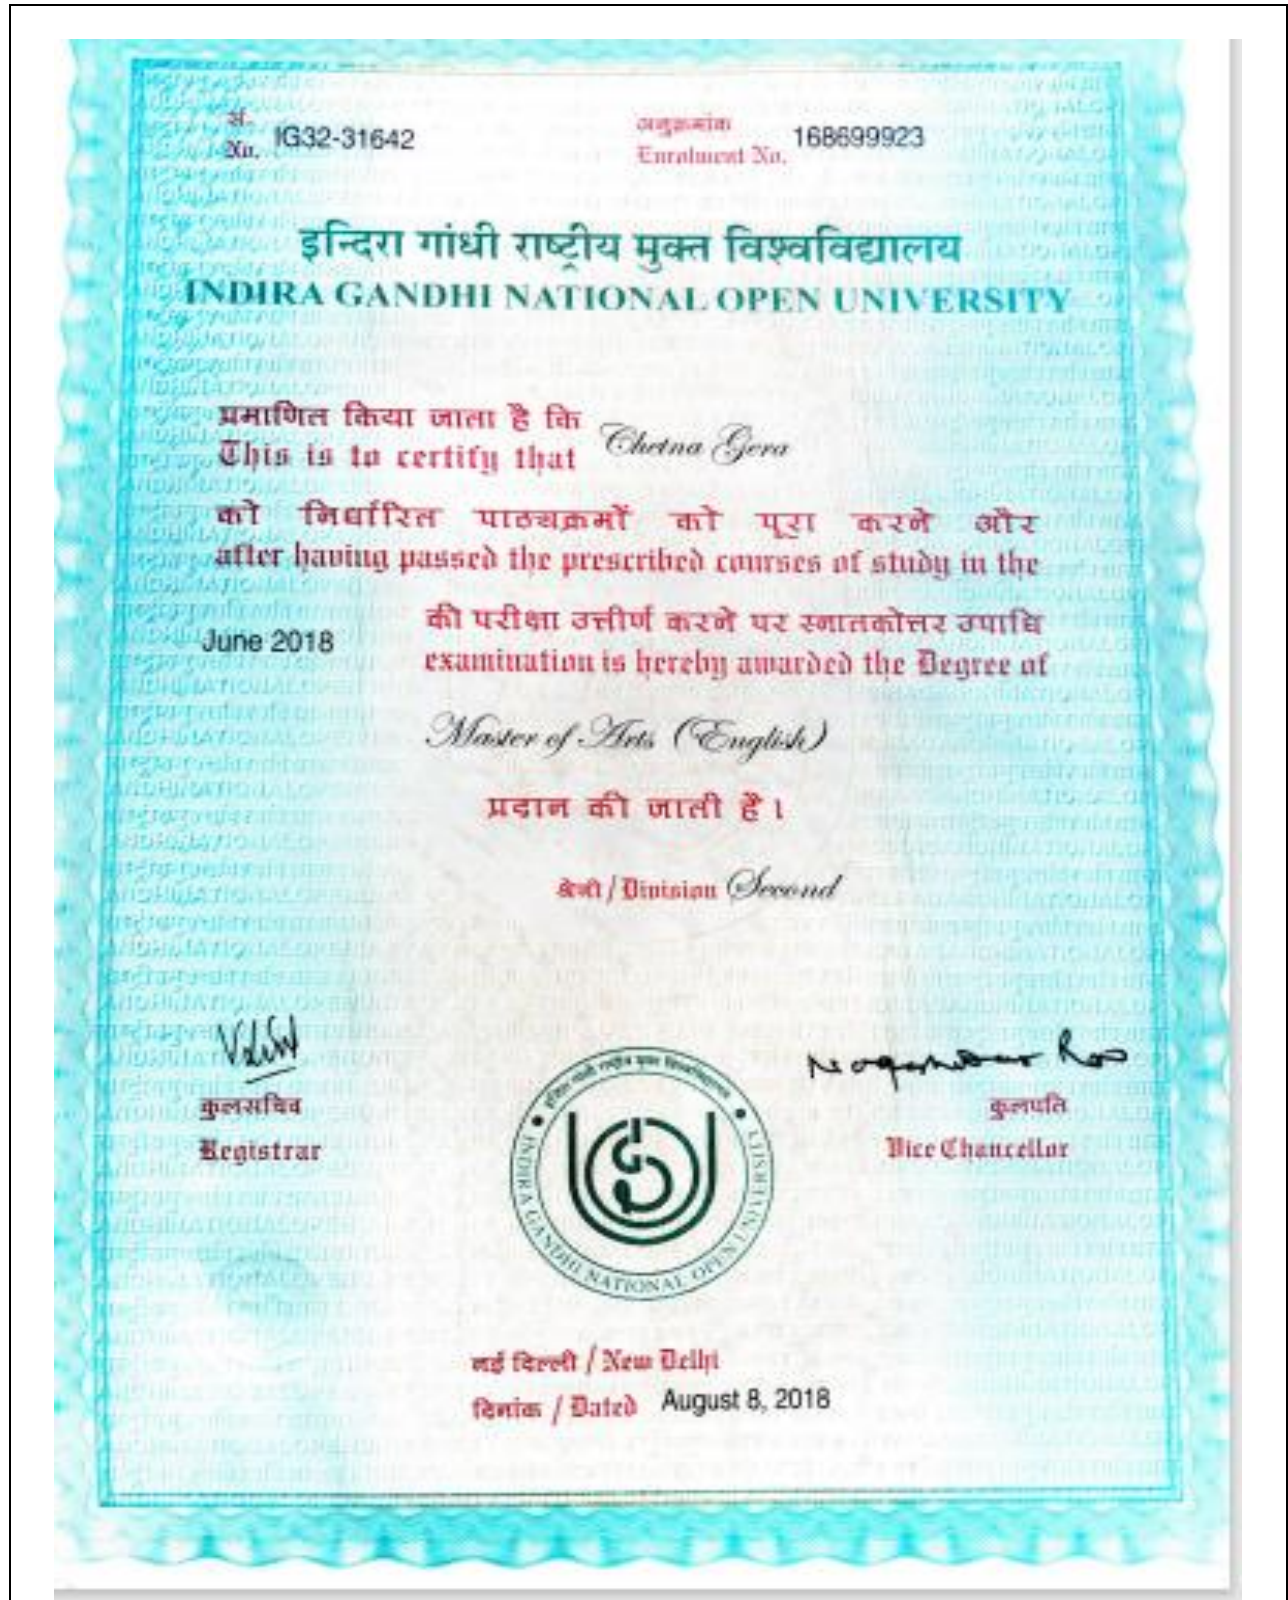 सं.
No. IG32-31642
अनुक्रमांक
Enrolment No. 168699923
इन्दिरा गांधी राष्ट्रीय मुक्त विश्वविद्यालय
INDIRA GANDHI NATIONAL OPEN UNIVERSITY
प्रमाणित किया जाता है कि
This is to certify that Chetna Gera
को निर्धारित पाठ्यक्रमों को पूरा करने और
after having passed the prescribed courses of study in the
June 2018
की परीक्षा उत्तीर्ण करने पर स्नातकोत्तर उपाधि
examination is hereby awarded the Degree of
Master of Arts (English)
प्रदान की जाती है।
श्रेणी / Division Second
कुलसचिव
Registrar
इन्दिरा गांधी राष्ट्रीय मुक्त विश्वविद्यालय
INDIRA GANDHI NATIONAL OPEN UNIVERSITY
कुलपति
Vice Chancellor
नई दिल्ली / New Delhi
दिनांक / Dated August 8, 2018